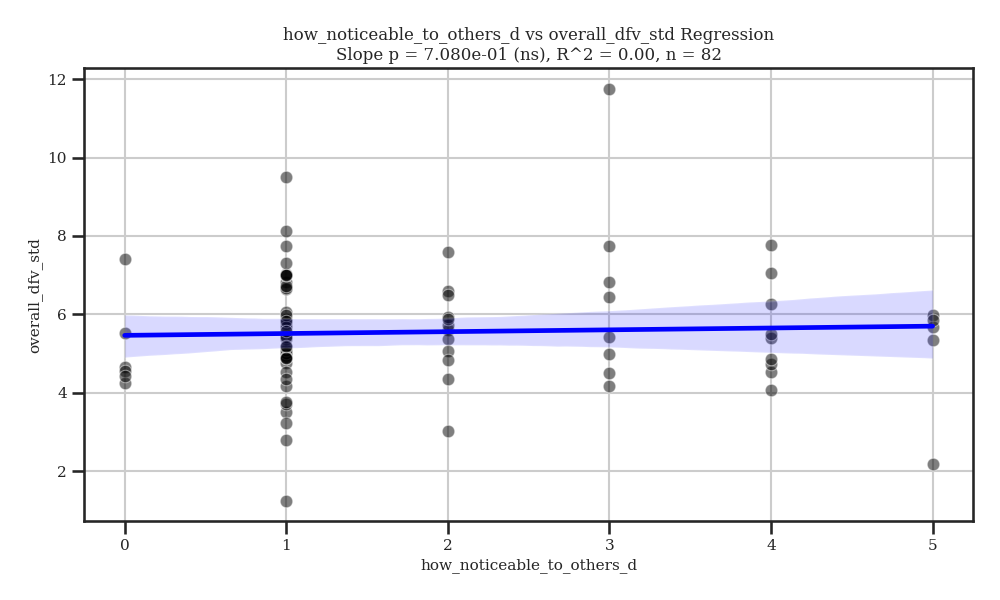 how_noticeable_to_others_d vs overall_dfv_std Regression
Slope p = 7.080e-01 (ns), R^2 = 0.00, n = 82
12
10
8
6
4
2
overall_dfv_std
0 1 2 3 4 5
how_noticeable_to_others_d